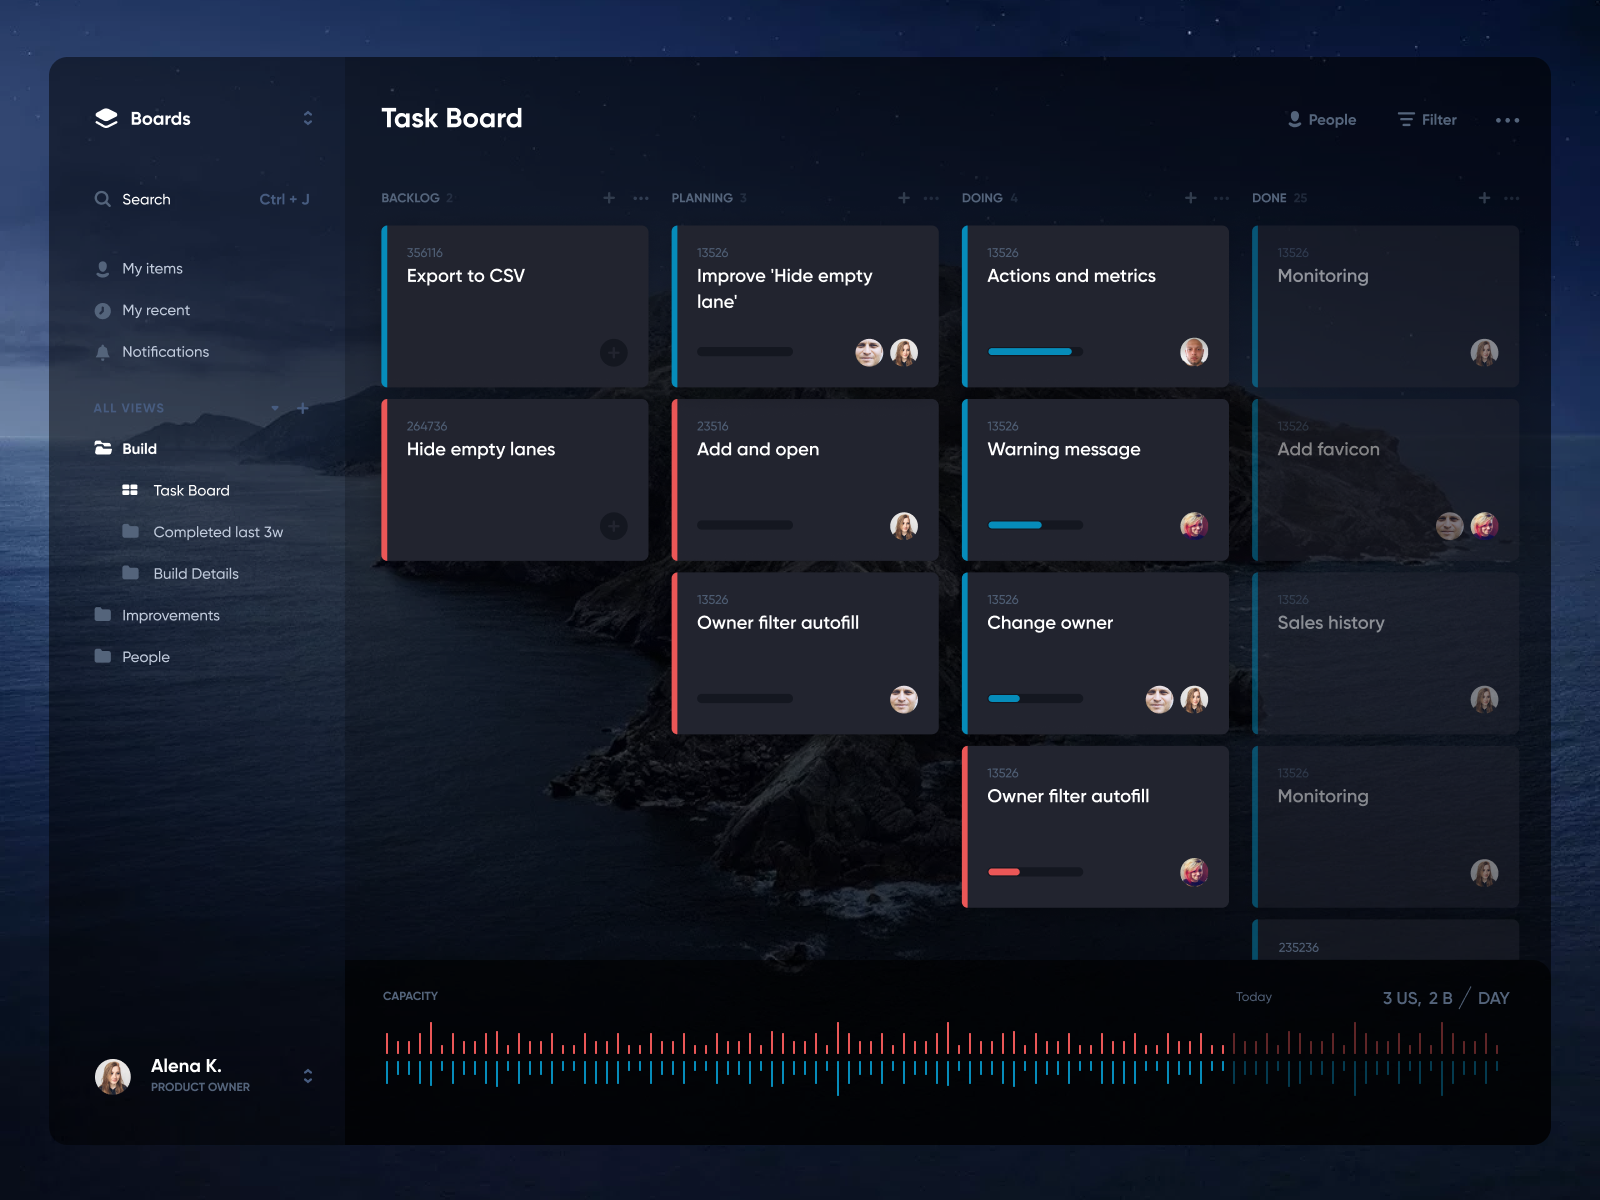 Boards
Search Ctrl + J
My items
My recent
Notifications
ALL VIEWS
Build
Task Board
Completed last 3w
Build Details
Improvements
People
Alena K.
PRODUCT OWNER
Task Board
People
Filter
BACKLOG 2
356116
Export to CSV
264736
Hide empty lanes
PLANNING 3
13526
Improve 'Hide empty
lane'
23516
Add and open
13526
Owner filter autofill
DOING 4
13526
Actions and metrics
13526
Warning message
13526
Change owner
13526
Owner filter autofill
DONE 25
13526
Monitoring
13526
Add favicon
13526
Sales history
13526
Monitoring
235236
CAPACITY
Today
3 US, 2 B / DAY